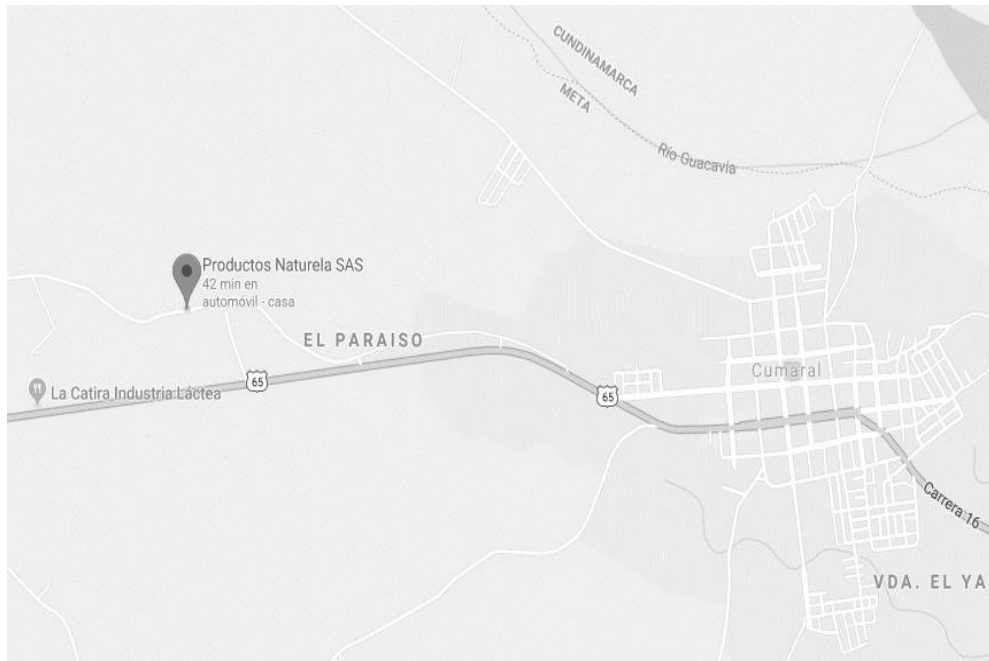 CUNDINAMARCA
META
Río Guacavía
Productos Naturela SAS
42 min en
automóvil - casa
EL PARAISO
65
La Catira Industria Láctea
65
Cumaral
Carrera 16
VDA. EL YA